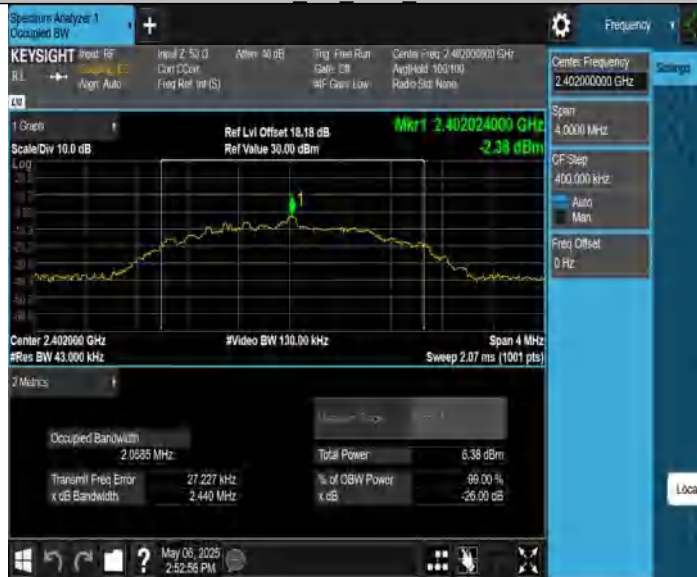 Spectrum Analyzer 1
Occupied BW
+
Frequency
KEYSIGHT
Input: RF
Align: Auto
Input Z: 50 Ω
Corr CCorr
Freq Ref: Int (S)
Atten: 40 dB
Trig: Free Run
Gate: Off
#IF Gain: Low
Center Freq: 2.402000000 GHz
Avg|Hold: 100/100
Radio Std: None
1 Graph
Scale/Div 10.0 dB
Ref Lvl Offset 18.18 dB
Ref Value 30.00 dBm
Mkr1 2.402024000 GHz
-2.38 dBm
Log
1
Center 2.402000 GHz
#Res BW 43.000 kHz
#Video BW 130.00 kHz
Span 4 MHz
Sweep 2.07 ms (1001 pts)
2 Metrics
Occupied Bandwidth
MHz
Total Power
6.38 dBm
Transmit Freq Error
27.227 kHz
% of OBW Power
99.00 %
x dB Bandwidth
2.440 MHz
x dB
-26.00 dB
Center Frequency
2.402000000 GHz
Settings
Span
4.0000 MHz
CF Step
400.000 kHz
Auto
Man
Freq Offset
0 Hz
Loca
?
May 06, 2025
2:52:56 PM